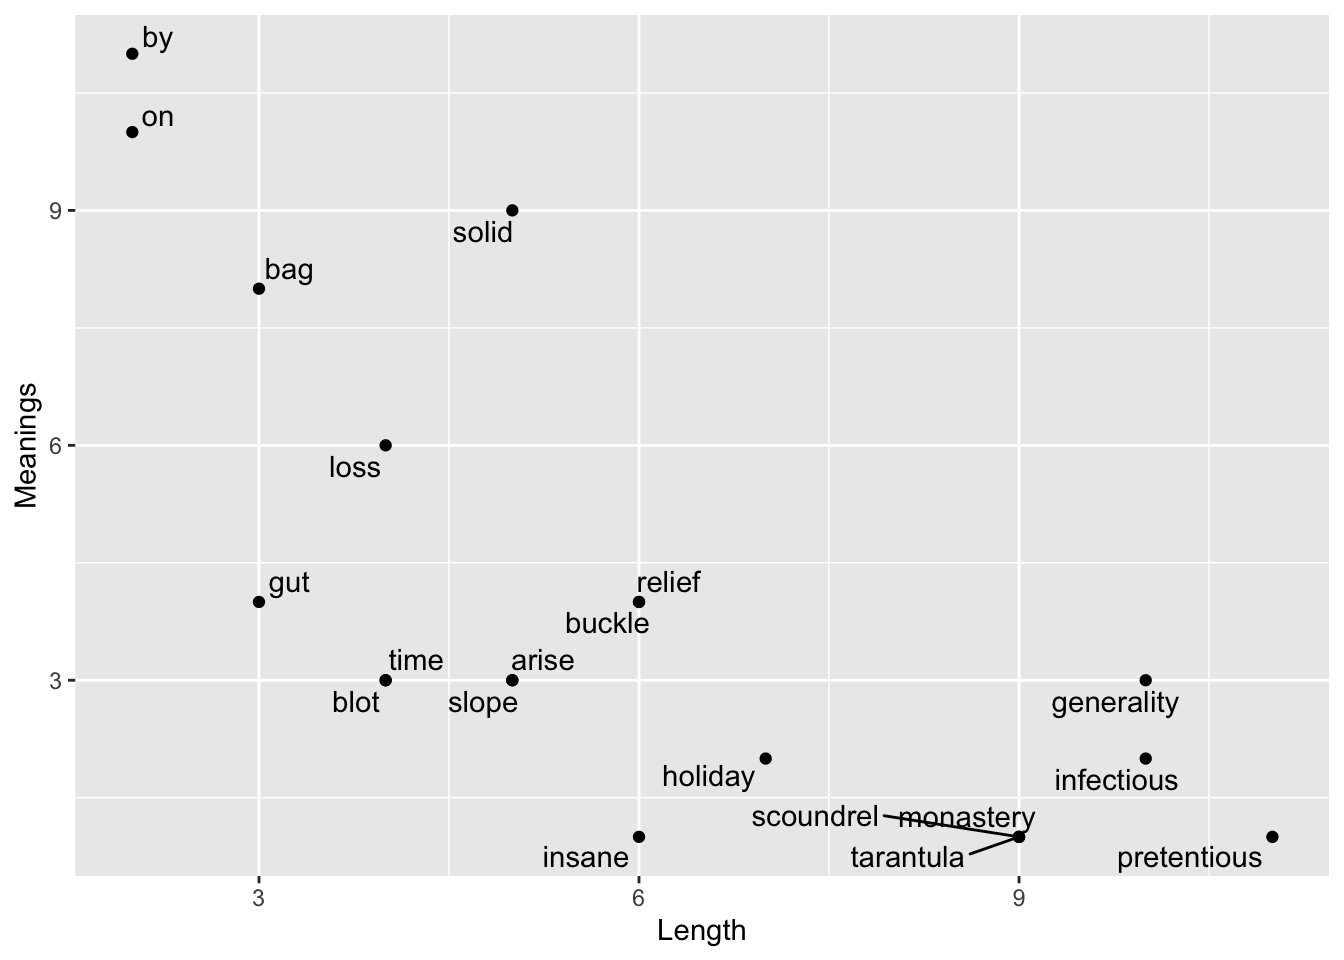 by
on
9
solid
bag
Meanings
6
loss
gut
relief
buckle
time
arise
3
blot
slope
generality
holiday
infectious
scoundrel
monastery
insane
tarantula
pretentious
3
6
9
Length